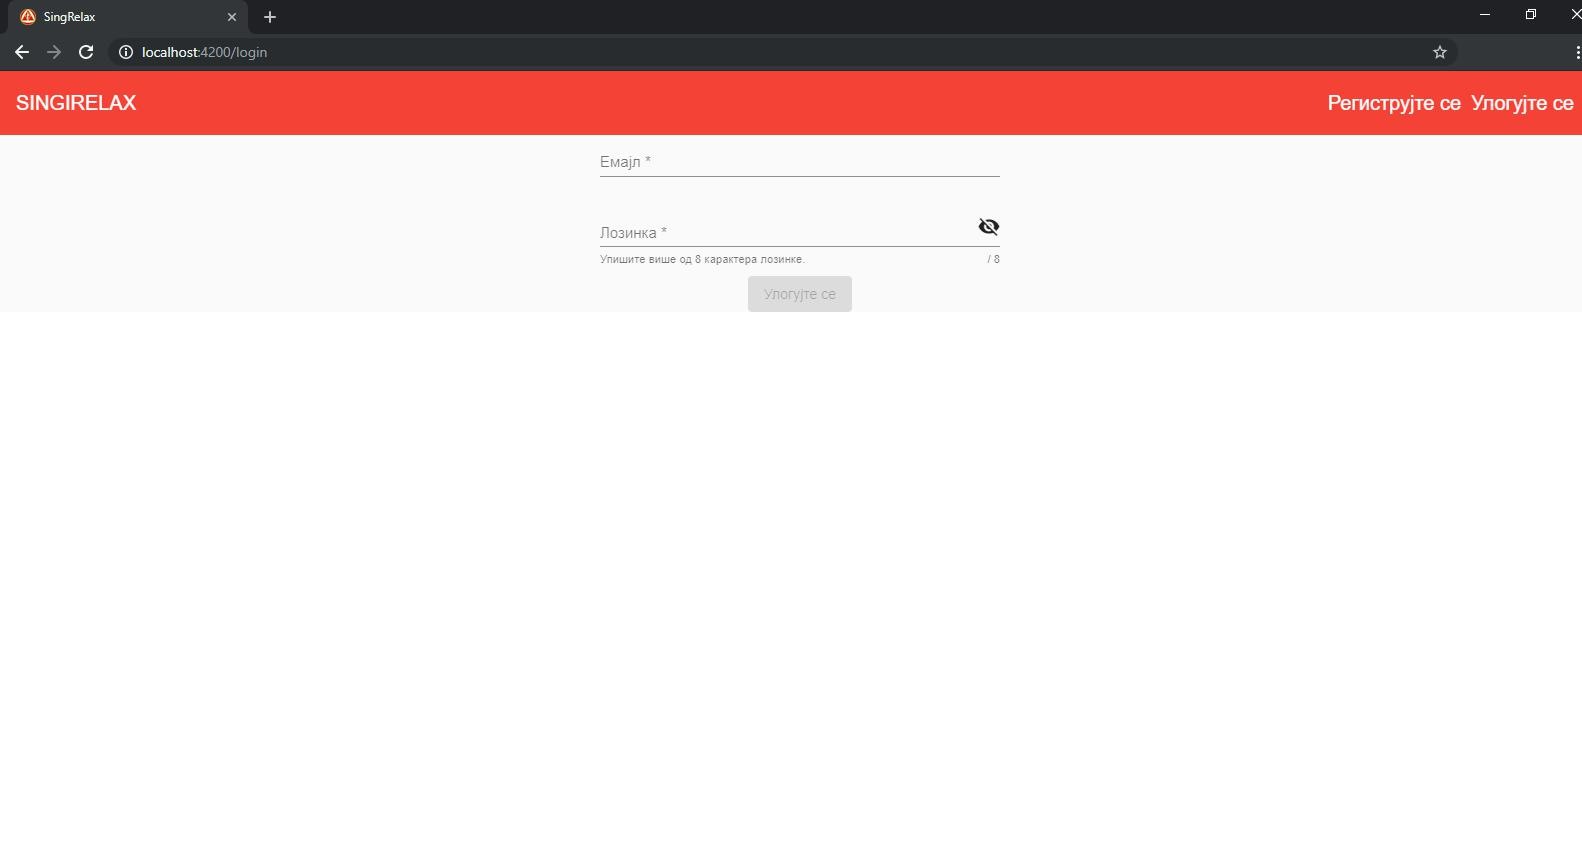 SingRelax
localhost:4200/login
SINGIRELAX
Региструјте се Улогујте се
Емајл *
Лозинка *
Упишите више од 8 карактера лозинке. / 8
Улогујте се